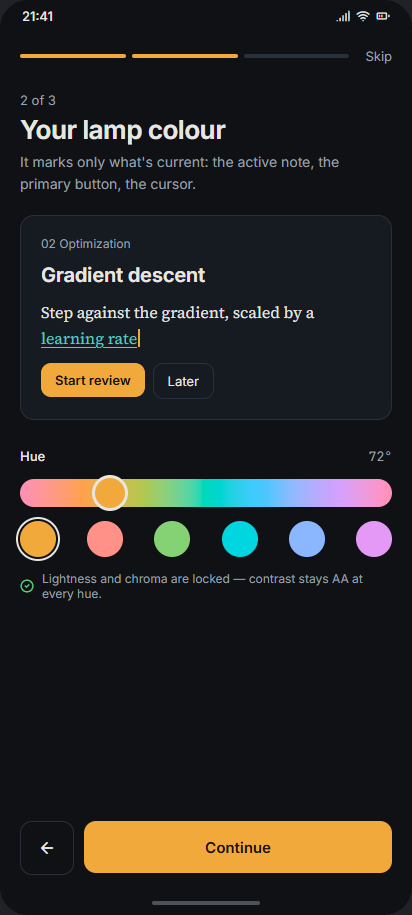 21:41
Skip
2 of 3
Your lamp colour
It marks only what's current: the active note, the
primary button, the cursor.
02 Optimization
Gradient descent
Step against the gradient, scaled by a
learning rate
Start review
Later
Hue
72°
Lightness and chroma are locked — contrast stays AA at
every hue.
Continue